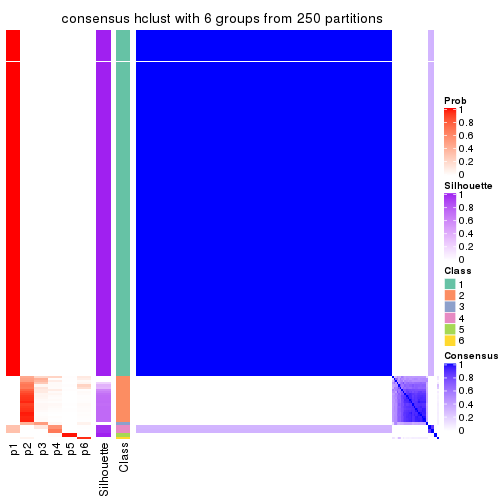 consensus hclust with 6 groups from 250 partitions
Prob
1
0.8
0.6
0.4
0.2
0
Silhouette
1
0.8
0.6
0.4
0.2
0
Class
1
2
3
4
5
6
Consensus
1
0.8
0.6
0.4
0.2
0
p1
p2
p3
p4
p5
p6
Silhouette
Class